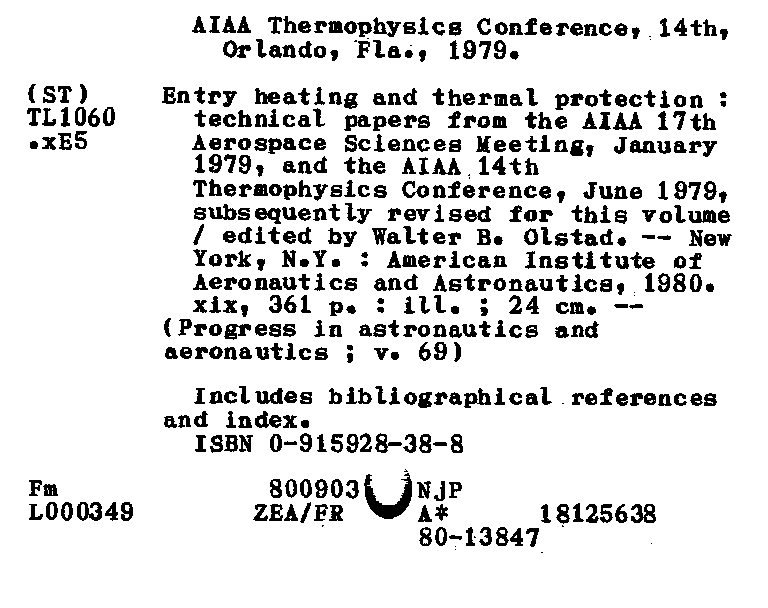 AIAA Thermophysics Conference, 14th,
Orlando, Fla., 1979.
(ST) Entry heating and thermal protection :
TL1060 technical papers from the AIAA 17th
.xE5 Aerospace Sciences Meeting, January
1979, and the AIAA 14th
Thermophysics Conference, June 1979,
subsequently revised for this volume
/ edited by Walter B. Olstad. -- New
York, N.Y. : American Institute of
Aeronautics and Astronautics, 1980.
xix, 361 p. : ill. ; 24 cm. --
(Progress in astronautics and
aeronautics ; v. 69)
Includes bibliographical references
and index.
ISBN 0-915928-38-8
Fm 800903 NJP
L000349 ZEA/FR A* 18125638
80-13847